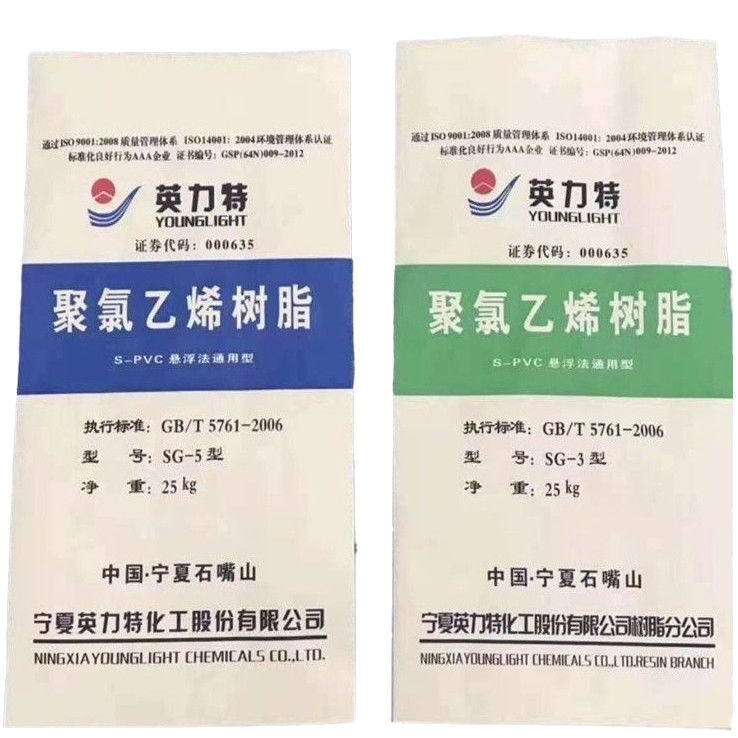 通过ISO 9001:2008 质量管理体系 ISO14001: 2004 环境管理体系认证
标准化良好行为AAA企业 证书编号: GSP(64N)009-2012
英力特
YOUNGLIGHT
证券代码: 000635
聚氯乙烯树脂
S-PVC 悬浮法通用型
执行标准: GB/T 5761-2006
型 号: SG-5 型
净 重: 25 kg
中国·宁夏石嘴山
宁夏英力特化工股份有限公司
NINGXIA YOUNGLIGHT CHEMICALS CO.,LTD.
通过ISO 9001:2008 质量管理体系 ISO14001: 2004 环境管理体系认证
标准化良好行为AAA企业 证书编号: GSP(64N)009-2012
英力特
YOUNGLIGHT
证券代码: 000635
聚氯乙烯树脂
S-PVC 悬浮法通用型
执行标准: GB/T 5761-2006
型 号: SG-3 型
净 重: 25 kg
中国·宁夏石嘴山
宁夏英力特化工股份有限公司树脂分公司
NINGXIA YOUNGLIGHT CHEMICALS CO.,LTD.RESIN BRANCH